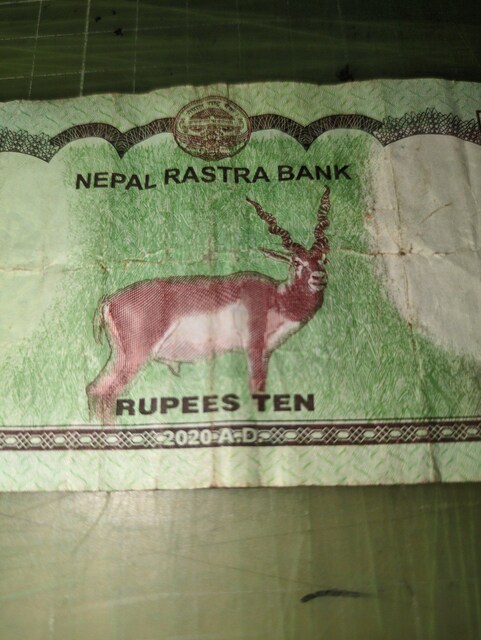 NEPAL RASTRA BANK
RUPEES TEN
2020 A.D.